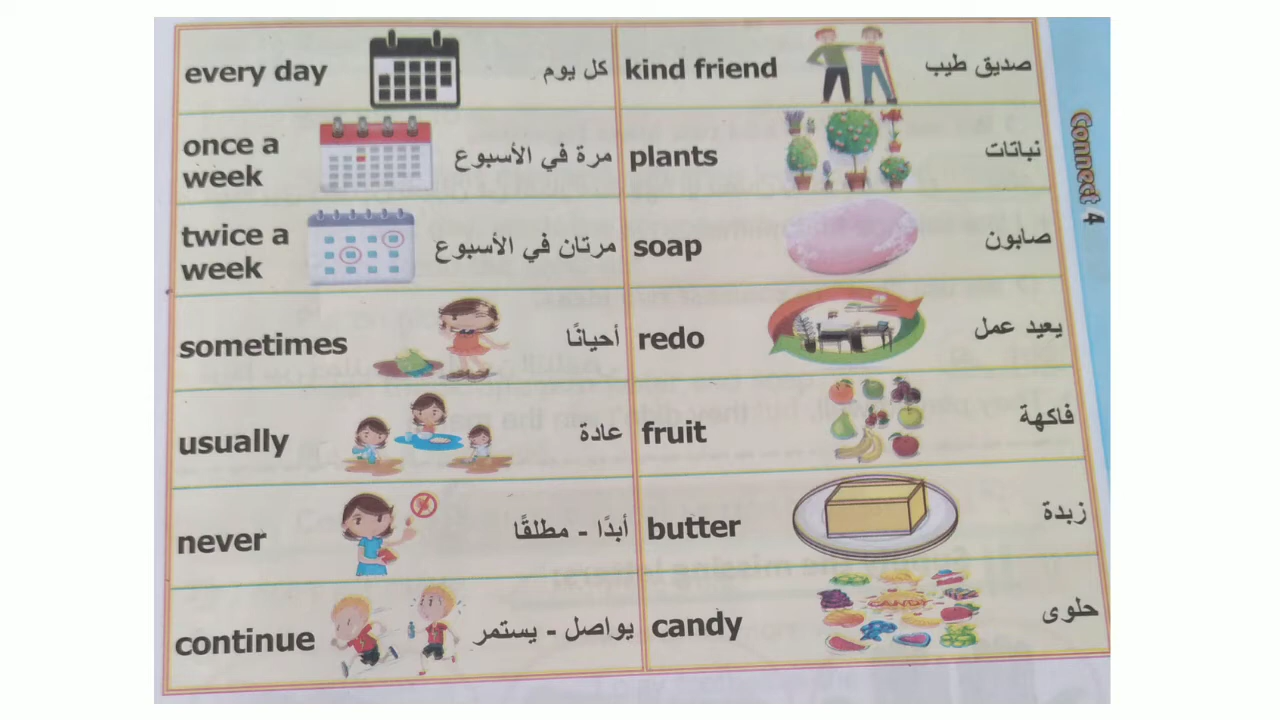 every day كل يوم
kind friend صديق طيب
once a
week مرة في الأسبوع
plants نباتات
twice a
week مرتان في الأسبوع
soap صابون
sometimes أحيانًا
redo يعيد عمل
usually عادة
fruit فاكهة
never أبدًا - مطلقًا
butter زبدة
continue يواصل - يستمر
candy حلوى
CANDY
Connect 4